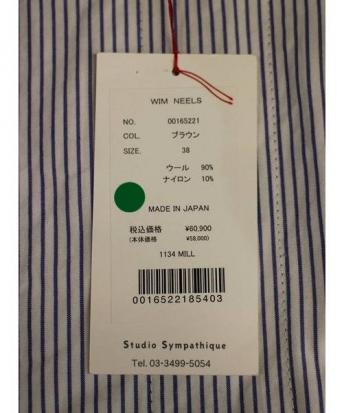 WIM NEELS
NO. 00165221
COL. ブラウン
SIZE. 38
ウール 90%
ナイロン 10%
MADE IN JAPAN
税込価格 ¥60,900
(本体価格 ¥58,000)
1134 MILL
0016522185403
Studio Sympathique
Tel. 03-3499-5054